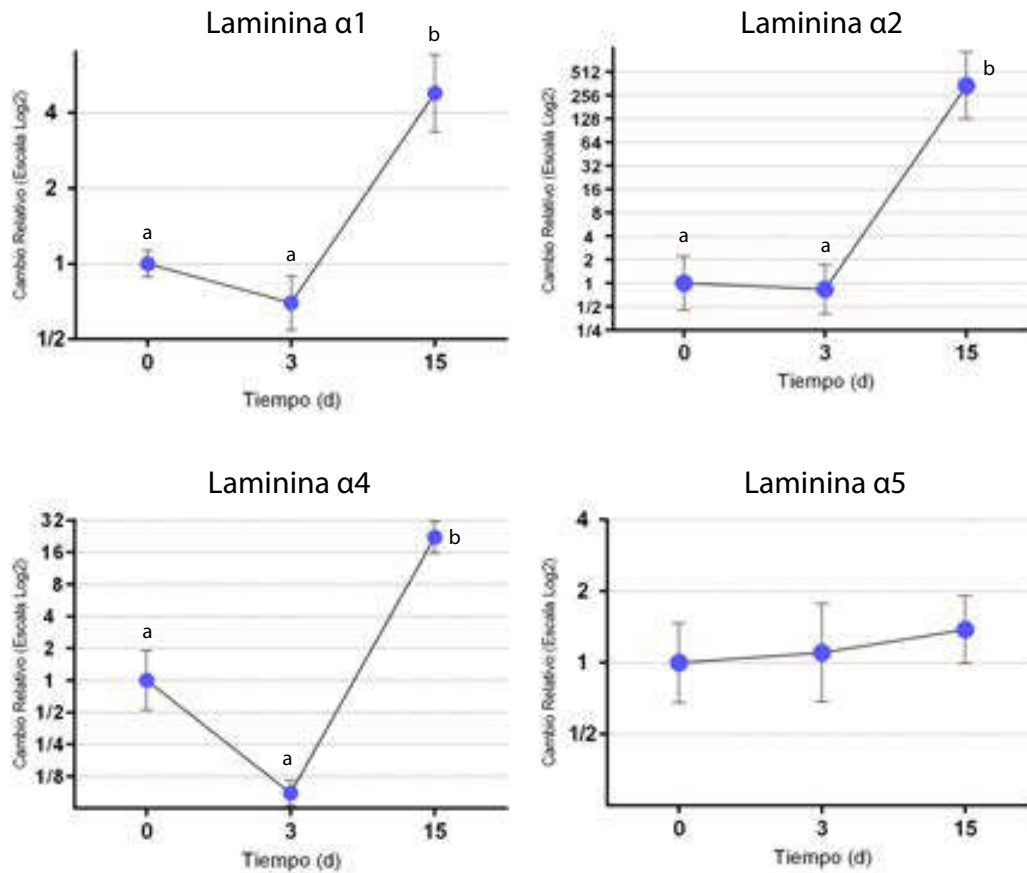 Laminina α1
Cambio Relativo (Escala Log2)
4
2
1
1/2
a
a
b
0 3 15
Tiempo (d)
Laminina α2
Cambio Relativo (Escala Log2)
512
256
128
64
32
16
8
4
2
1
1/2
1/4
a
a
b
0 3 15
Tiempo (d)
Laminina α4
Cambio Relativo (Escala Log2)
32
16
8
4
2
1
1/2
1/4
1/8
a
a
b
0 3 15
Tiempo (d)
Laminina α5
Cambio Relativo (Escala Log2)
4
2
1
1/2
0 3 15
Tiempo (d)